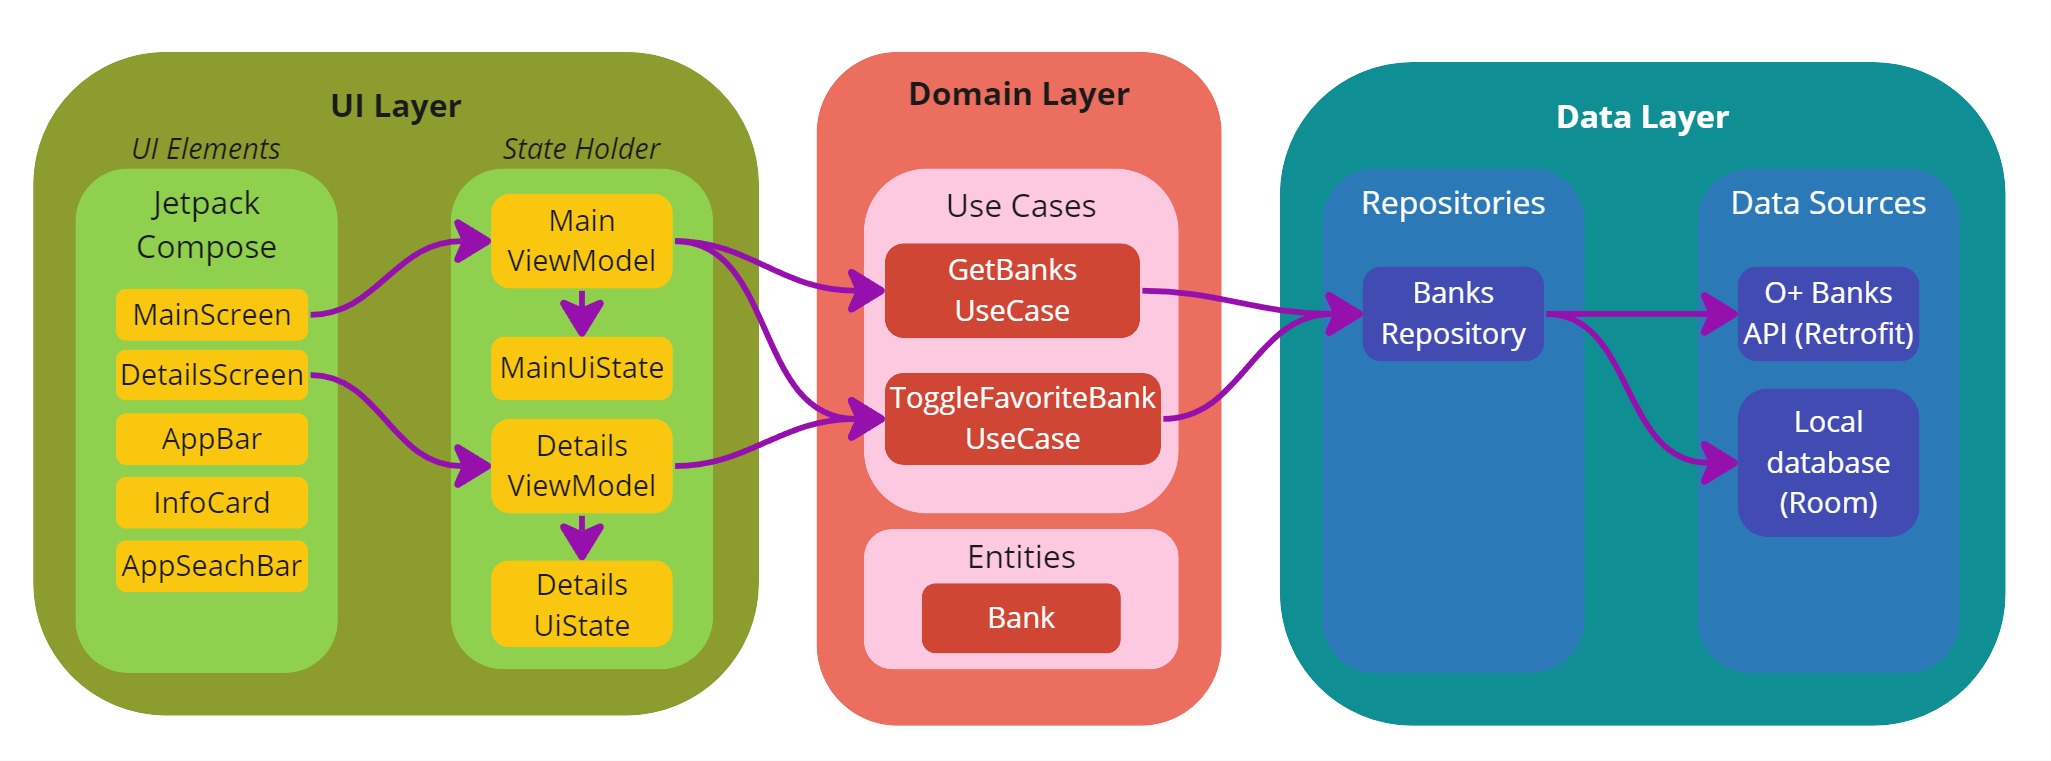 UI Layer
UI Elements
Jetpack
Compose
MainScreen
DetailsScreen
AppBar
InfoCard
AppSeachBar
State Holder
Main
ViewModel
MainUiState
Details
ViewModel
Details
UiState
Domain Layer
Use Cases
GetBanks
UseCase
ToggleFavoriteBank
UseCase
Entities
Bank
Data Layer
Repositories
Banks
Repository
Data Sources
O+ Banks
API (Retrofit)
Local
database
(Room)